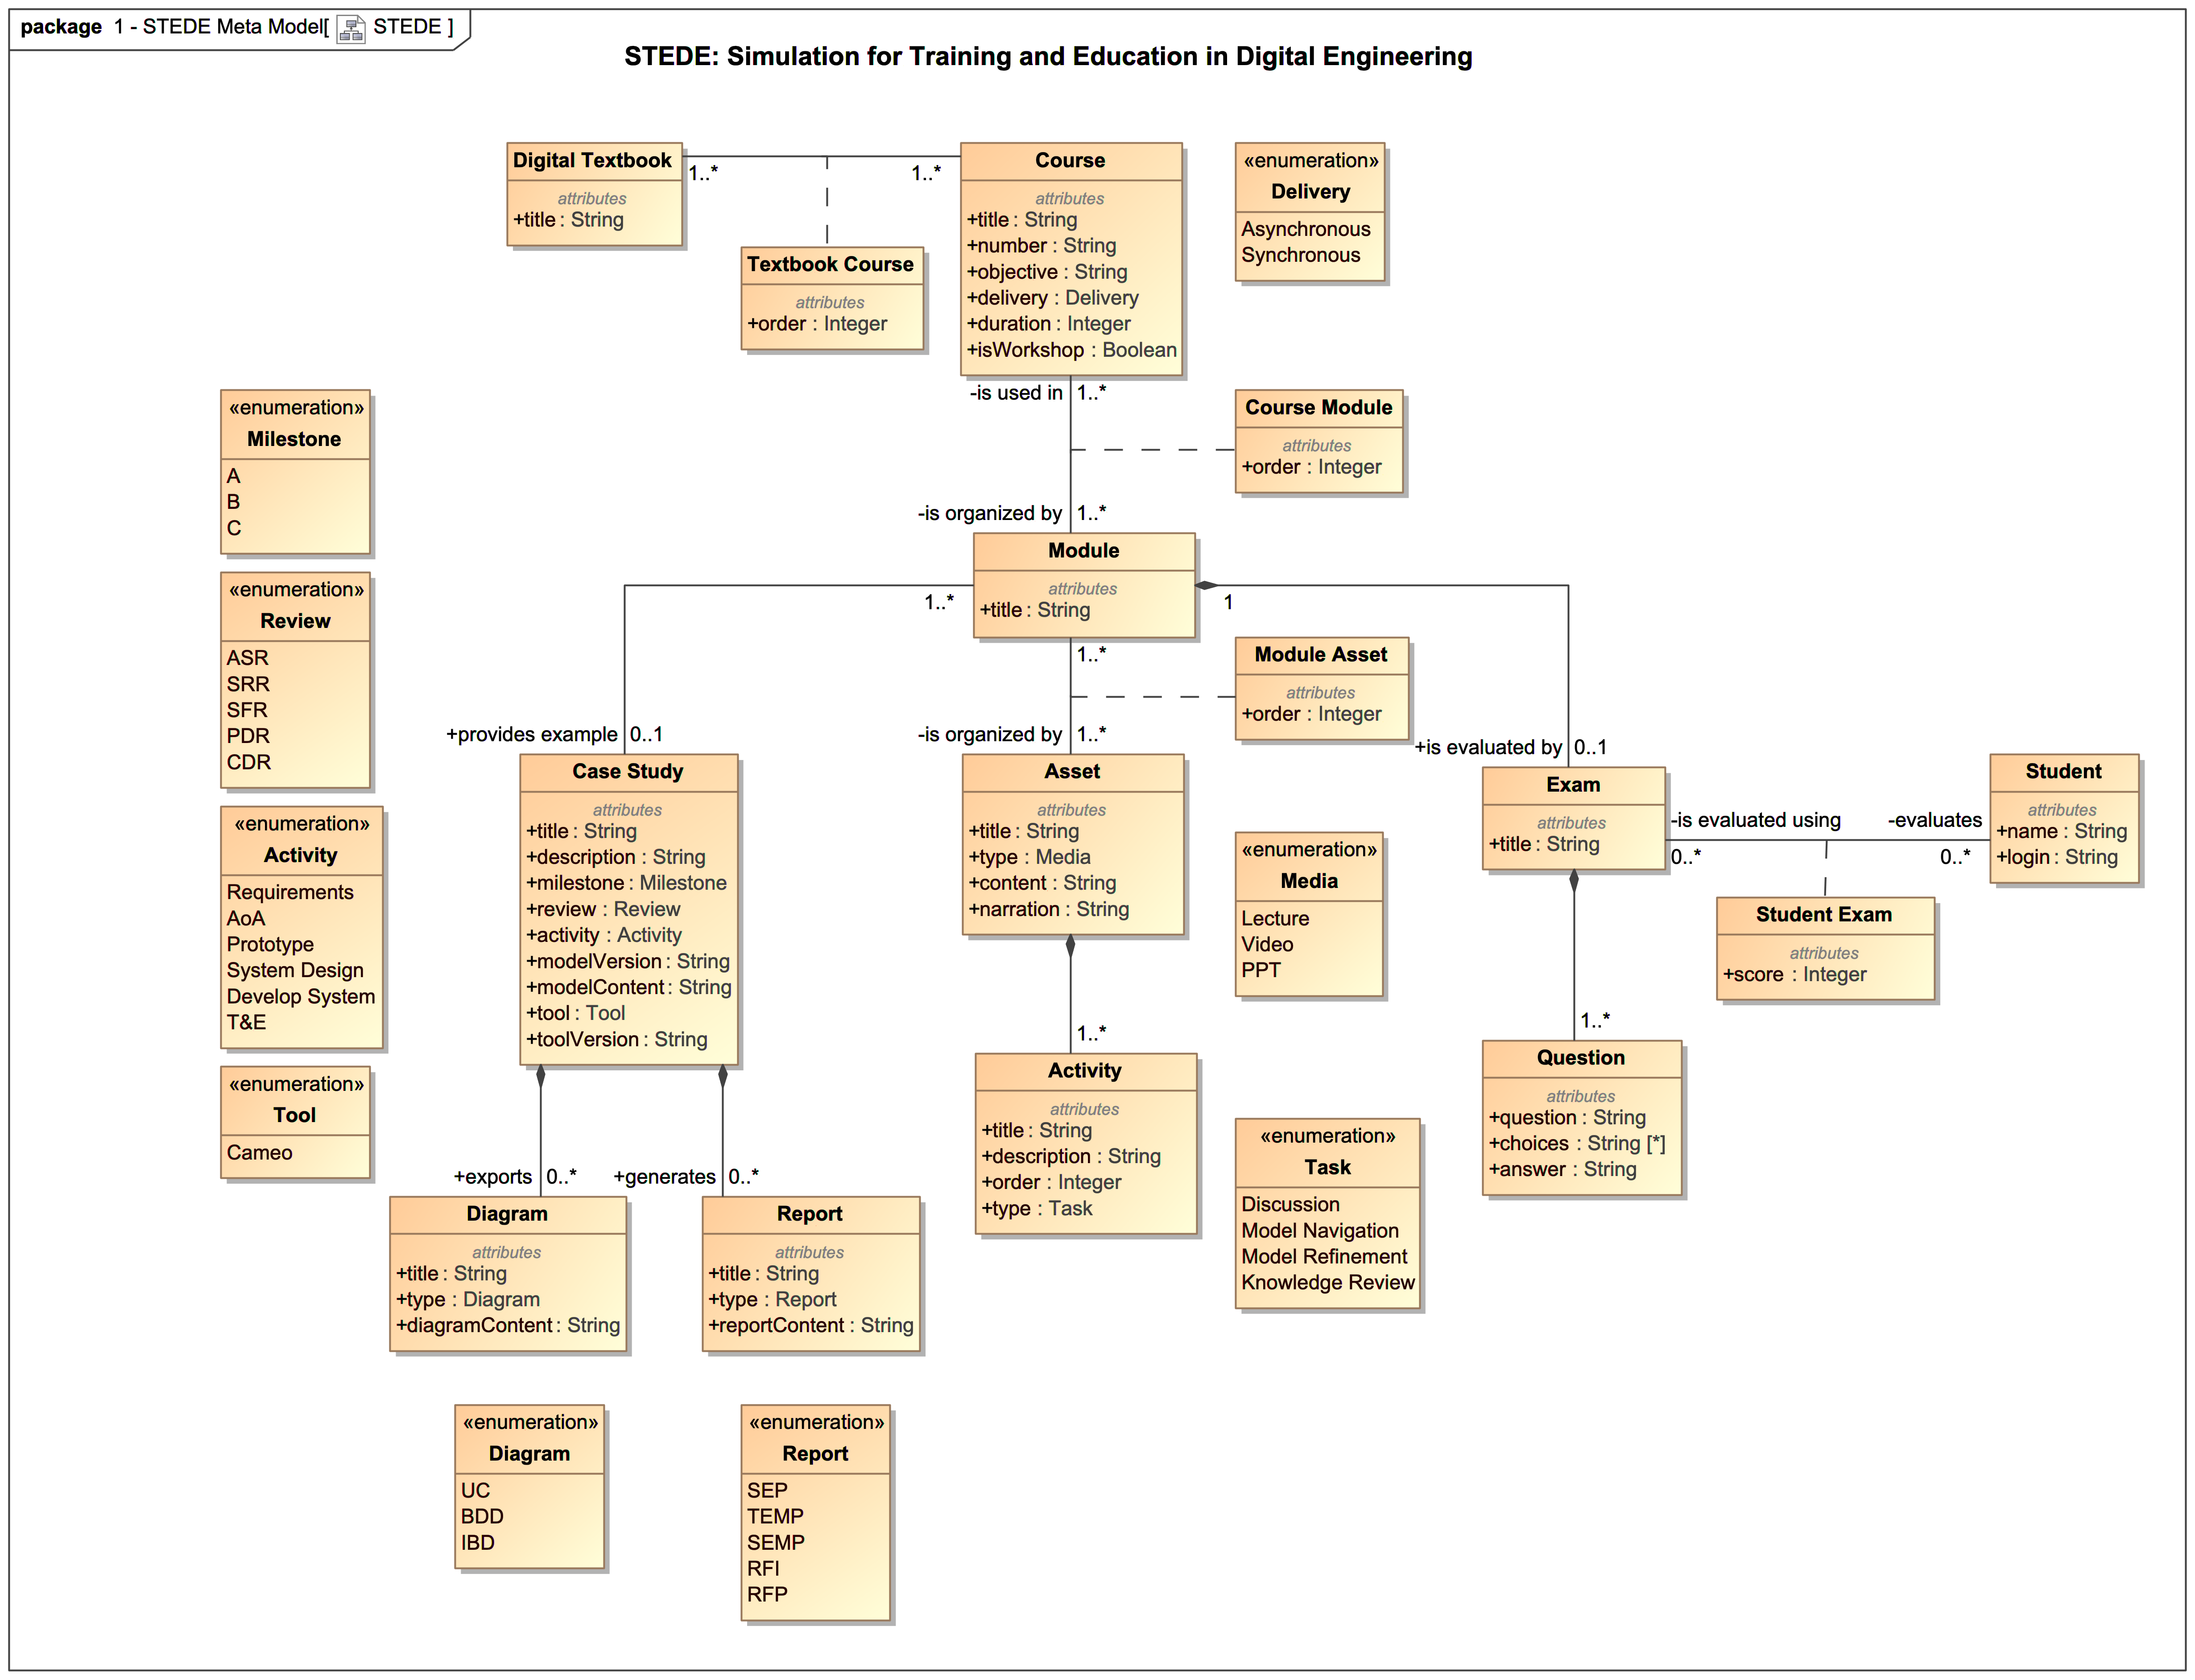 package 1 - STEDE Meta Model[ STEDE ]
STEDE: Simulation for Training and Education in Digital Engineering
Digital Textbook
attributes
+title : String
1..*
1..*
Textbook Course
attributes
+order : Integer
Course
attributes
+title : String
+number : String
+objective : String
+delivery : Delivery
+duration : Integer
+isWorkshop : Boolean
«enumeration»
Delivery
Asynchronous
Synchronous
-is used in 1..*
Course Module
attributes
+order : Integer
-is organized by 1..*
«enumeration»
Milestone
A
B
C
«enumeration»
Review
ASR
SRR
SFR
PDR
CDR
«enumeration»
Activity
Requirements
AoA
Prototype
System Design
Develop System
T&E
«enumeration»
Tool
Cameo
Module
attributes
+title : String
1..*
1
1..*
Module Asset
attributes
+order : Integer
+provides example 0..1
-is organized by 1..*
+is evaluated by 0..1
Case Study
attributes
+title : String
+description : String
+milestone : Milestone
+review : Review
+activity : Activity
+modelVersion : String
+modelContent : String
+tool : Tool
+toolVersion : String
Asset
attributes
+title : String
+type : Media
+content : String
+narration : String
«enumeration»
Media
Lecture
Video
PPT
Exam
attributes
+title : String
-is evaluated using
0..*
-evaluates
0..*
Student
attributes
+name : String
+login : String
Student Exam
attributes
+score : Integer
1..*
1..*
Activity
attributes
+title : String
+description : String
+order : Integer
+type : Task
«enumeration»
Task
Discussion
Model Navigation
Model Refinement
Knowledge Review
Question
attributes
+question : String
+choices : String [*]
+answer : String
+exports 0..*
+generates 0..*
Diagram
attributes
+title : String
+type : Diagram
+diagramContent : String
Report
attributes
+title : String
+type : Report
+reportContent : String
«enumeration»
Diagram
UC
BDD
IBD
«enumeration»
Report
SEP
TEMP
SEMP
RFI
RFP